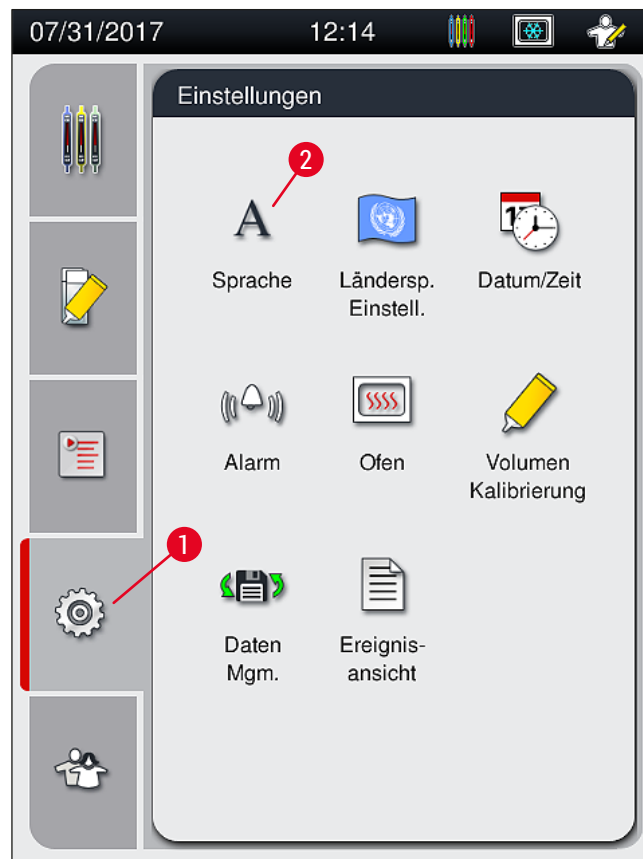 07/31/2017 12:14
Einstellungen
2
A
Sprache
Ländersp.
Einstell.
17
Datum/Zeit
Alarm
Ofen
Volumen
Kalibrierung
1
Daten
Mgm.
Ereignis-
ansicht